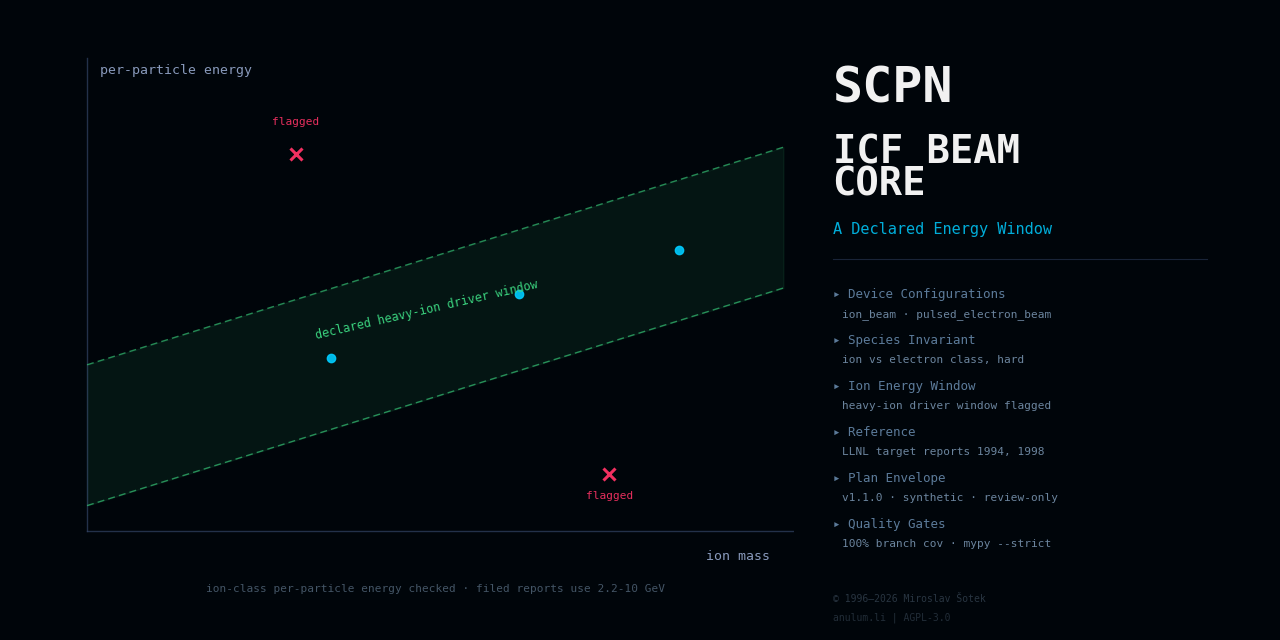 per-particle energy
flagged
declared heavy-ion driver window
flagged
ion mass
ion-class per-particle energy checked · filed reports use 2.2-10 GeV
SCPN
ICF BEAM
CORE
A Declared Energy Window
▸ Device Configurations
ion_beam · pulsed_electron_beam
▸ Species Invariant
ion vs electron class, hard
▸ Ion Energy Window
heavy-ion driver window flagged
▸ Reference
LLNL target reports 1994, 1998
▸ Plan Envelope
v1.1.0 · synthetic · review-only
▸ Quality Gates
100% branch cov · mypy --strict
© 1996–2026 Miroslav Šotek
anulum.li | AGPL-3.0